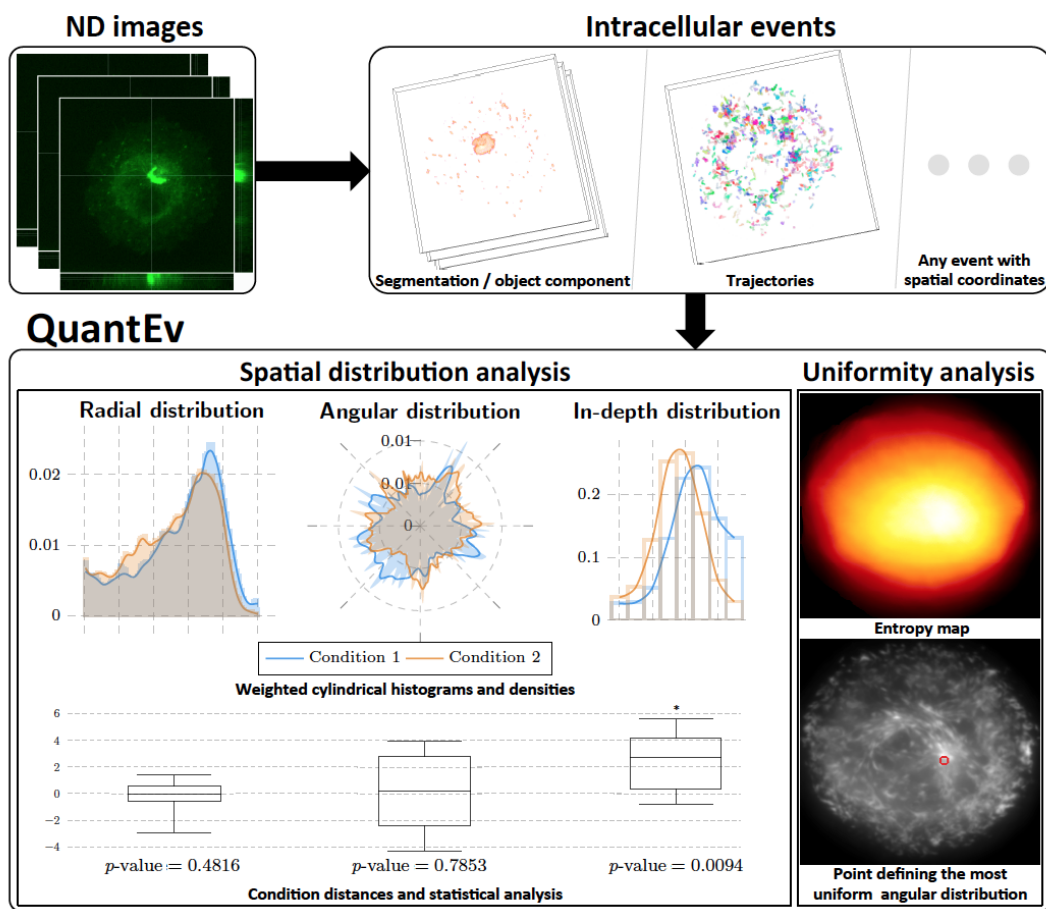 ND images
Intracellular events
Segmentation / object component
Trajectories
Any event with
spatial coordinates
QuantEv
Spatial distribution analysis
Uniformity analysis
Radial distribution
Angular distribution
In-depth distribution
0.02
0.01
0
0.01
0.01
0
0.2
0.1
0
Condition 1
Condition 2
Weighted cylindrical histograms and densities
Entropy map
6
4
2
0
−2
−4
*
p-value = 0.4816
p-value = 0.7853
p-value = 0.0094
Condition distances and statistical analysis
Point defining the most
uniform angular distribution